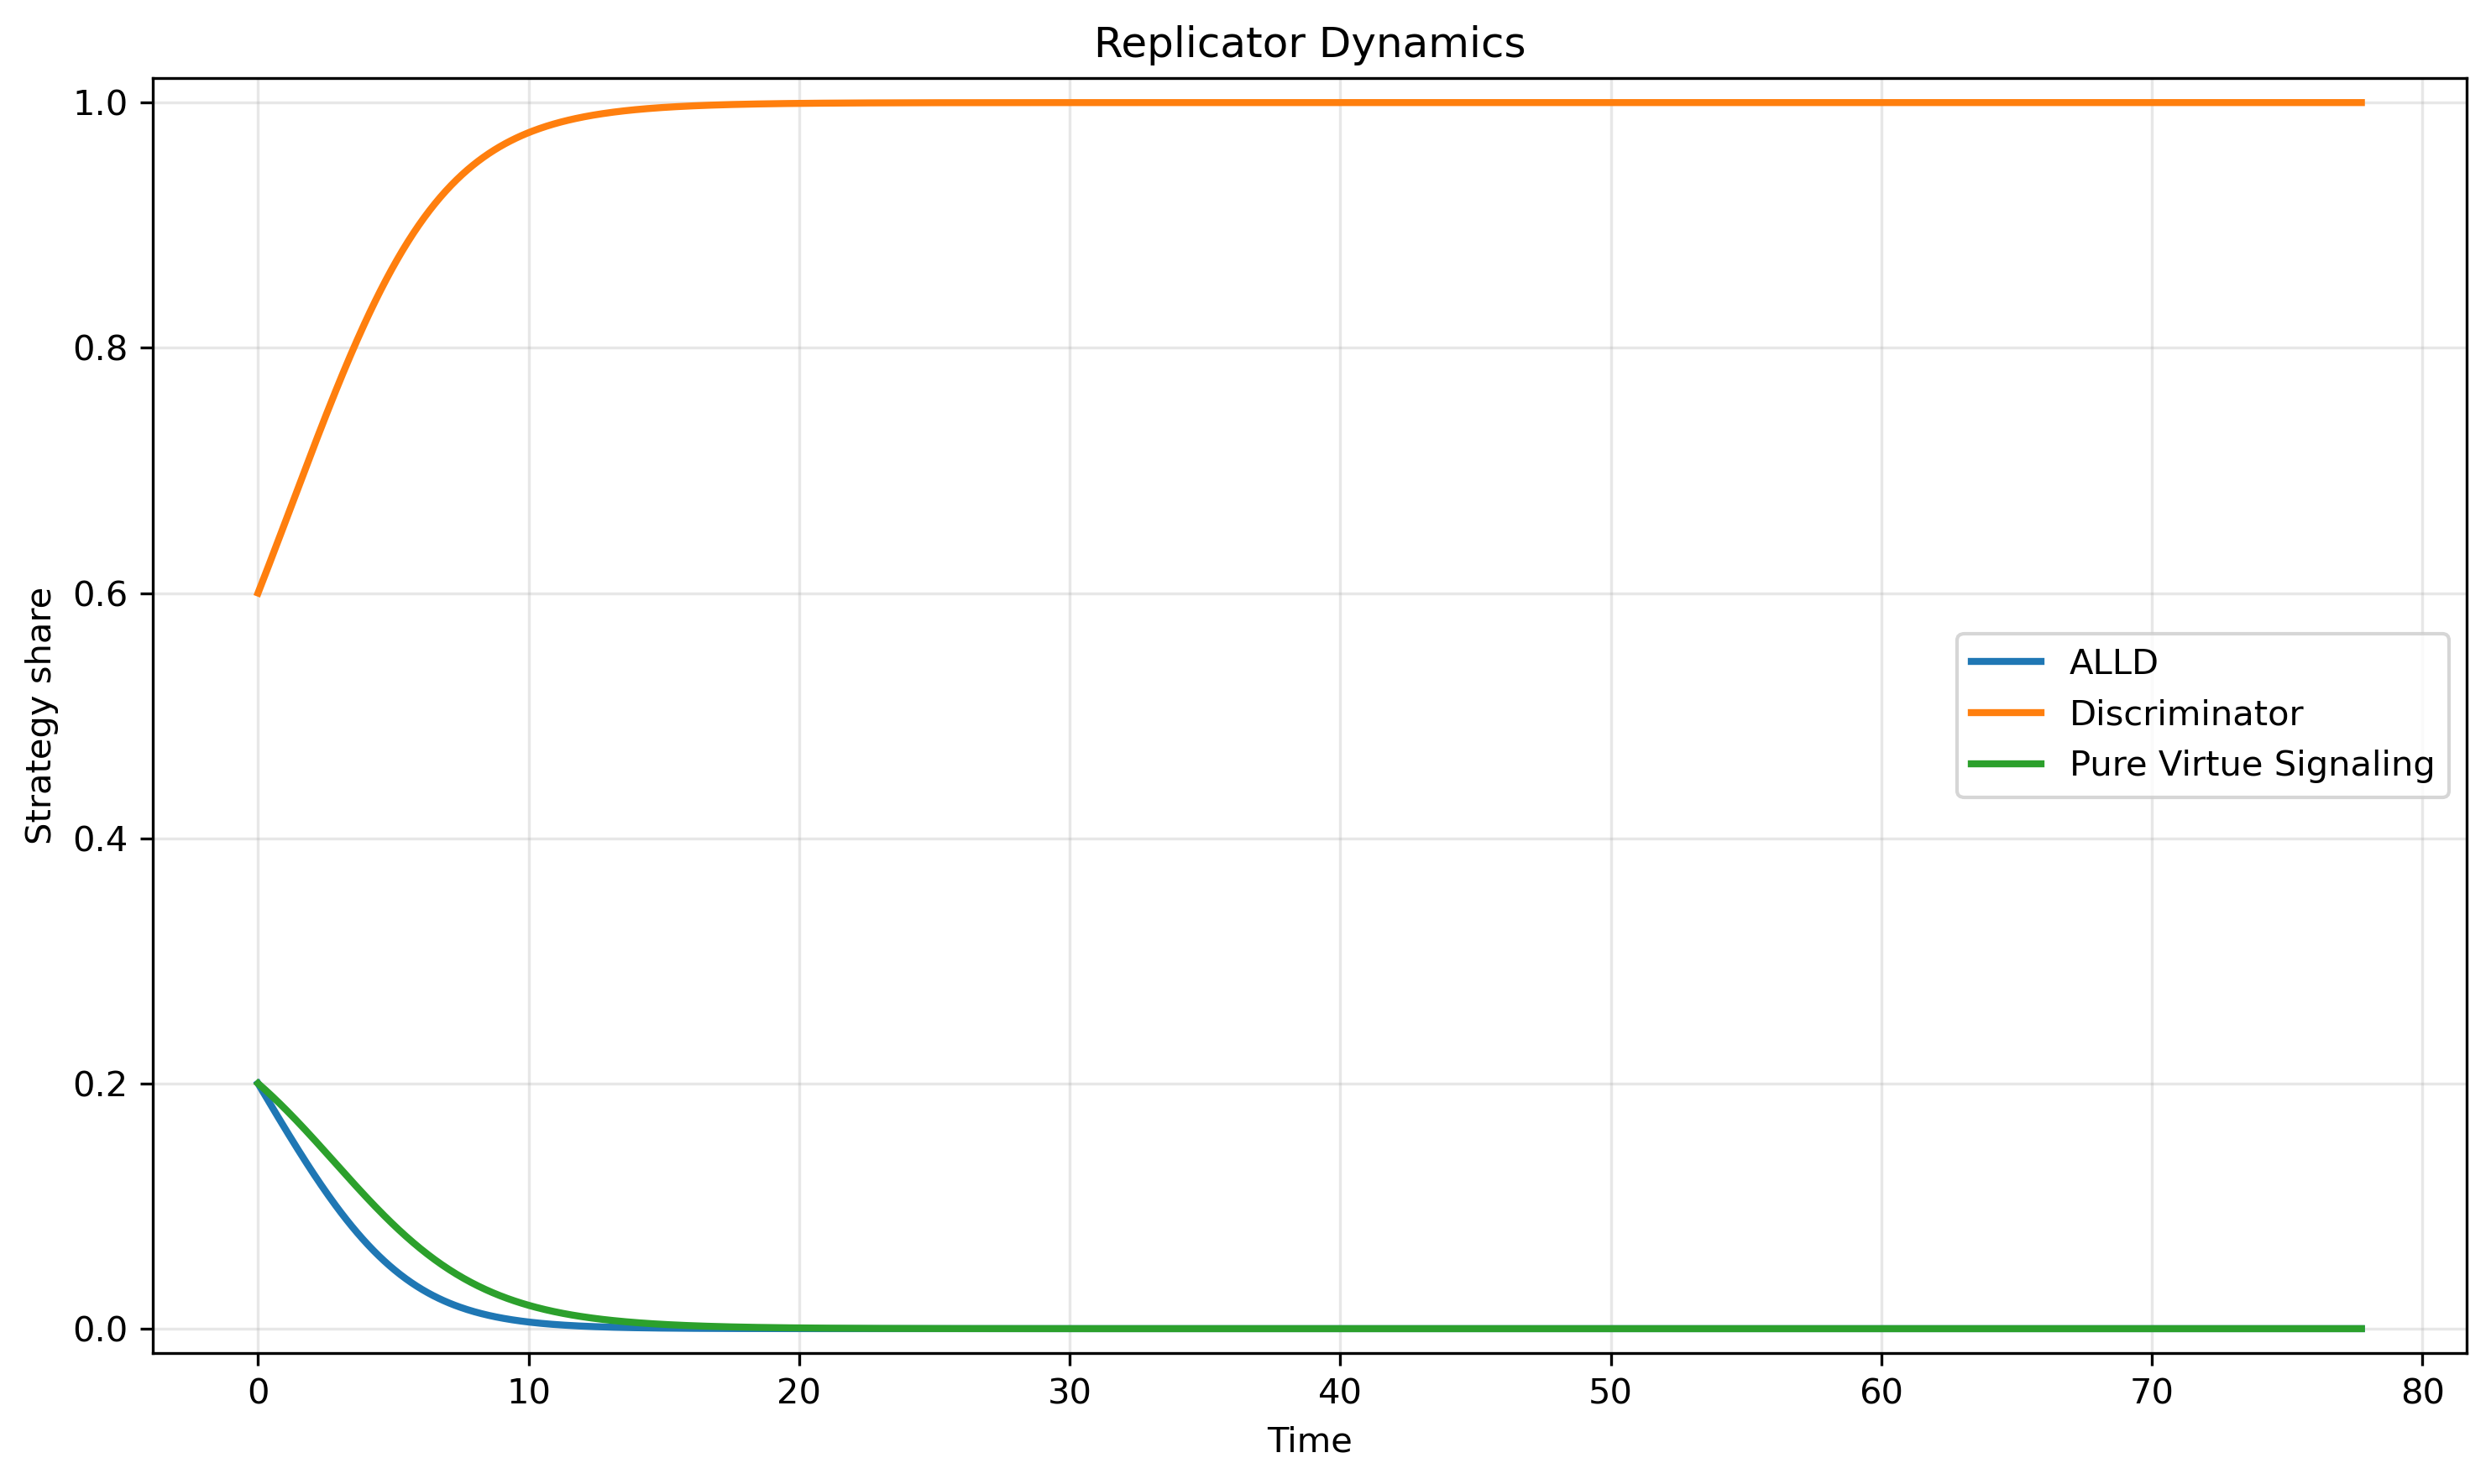 Replicator Dynamics
1.0
0.8
0.6
0.4
0.2
0.0
Strategy share
ALLD
Discriminator
Pure Virtue Signaling
0 10 20 30 40 50 60 70 80
Time